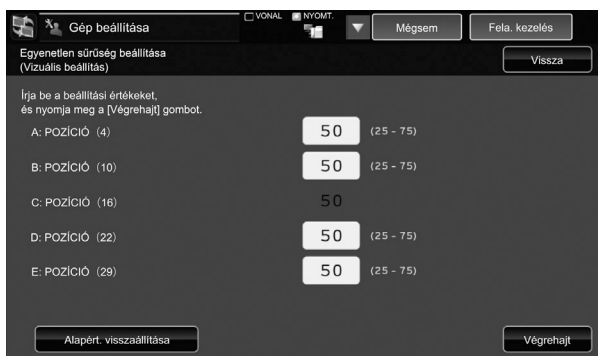 Gép beállítása
VONAL
NYOMT.
Mégsem
Fela. kezelés
Egyenetlen sűrűség beállítása
(Vizuális beállítás)
Vissza
Írja be a beállítási értékeket,
és nyomja meg a [Végrehajt] gombot.
A: POZÍCIÓ (4) 50 (25 - 75)
B: POZÍCIÓ (10) 50 (25 - 75)
C: POZÍCIÓ (16) 50
D: POZÍCIÓ (22) 50 (25 - 75)
E: POZÍCIÓ (29) 50 (25 - 75)
Alapért. visszaállítása
Végrehajt